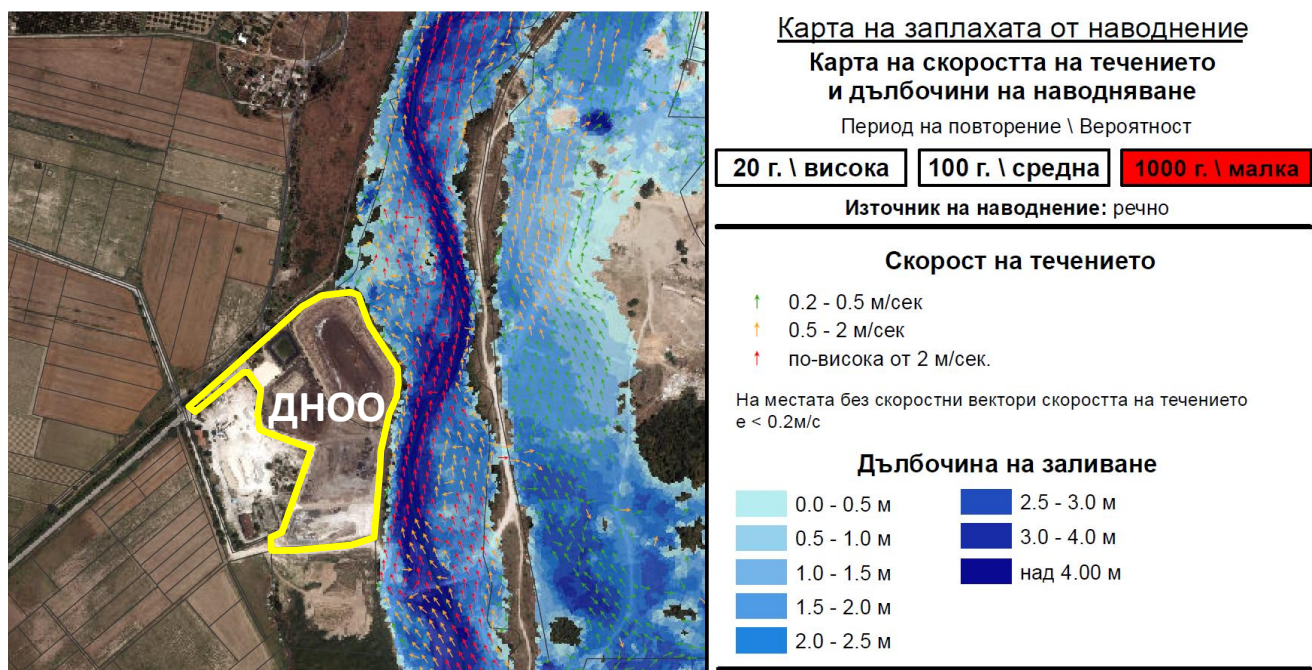 ДНОО
Карта на заплахата от наводнение
Карта на скоростта на течението
и дълбочини на наводняване
Период на повторение \ Вероятност
20 г. \ висока
100 г. \ средна
1000 г. \ малка
Източник на наводнение: речно
Скорост на течението
0.2 - 0.5 м/сек
0.5 - 2 м/сек
по-висока от 2 м/сек.
На местата без скоростни вектори скоростта на течението
е < 0.2м/с
Дълбочина на заливане
0.0 - 0.5 м
0.5 - 1.0 м
1.0 - 1.5 м
1.5 - 2.0 м
2.0 - 2.5 м
2.5 - 3.0 м
3.0 - 4.0 м
над 4.00 м